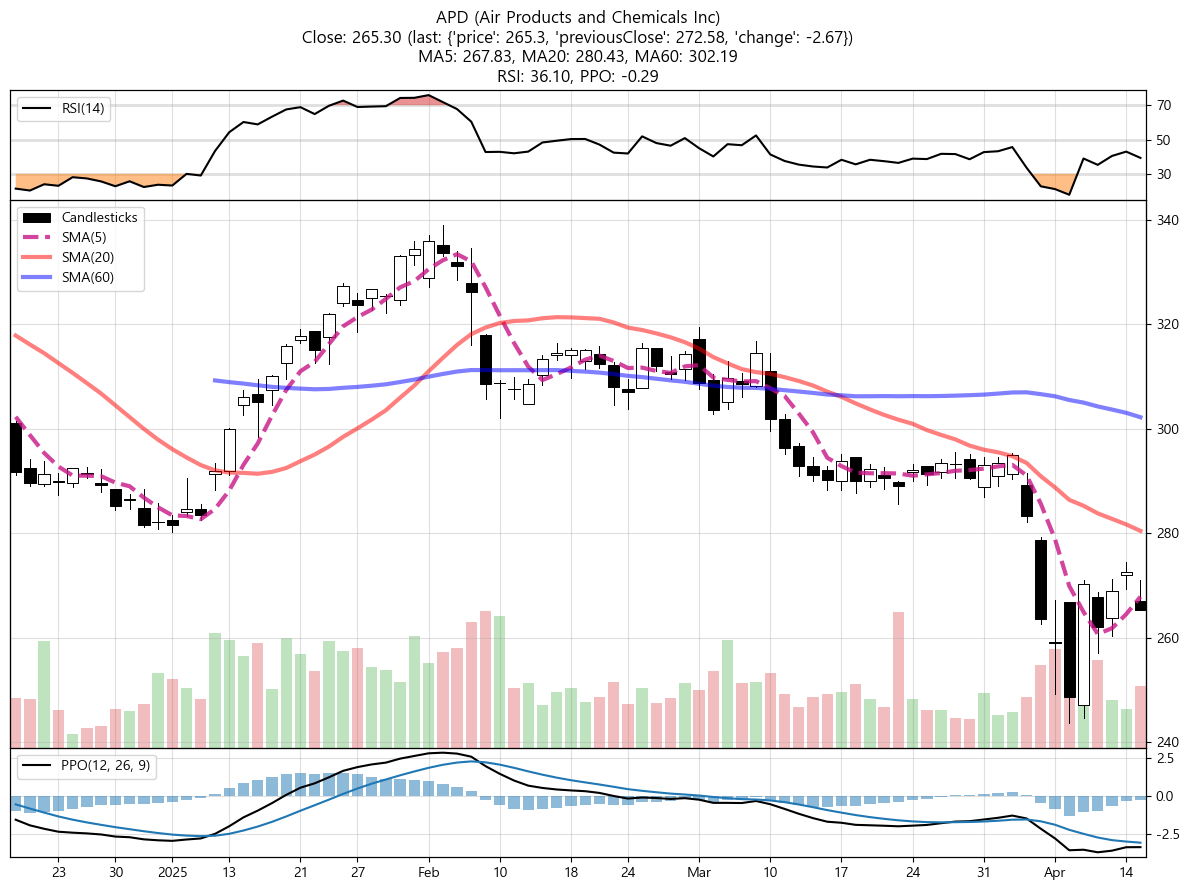 APD (Air Products and Chemicals Inc)
Close: 265.30 (last: {'price': 265.3, 'previousClose': 272.58, 'change': -2.67})
MA5: 267.83, MA20: 280.43, MA60: 302.19
RSI: 36.10, PPO: -0.29
RSI(14)
70
50
30
Candlesticks
SMA(5)
SMA(20)
SMA(60)
340
320
300
280
260
240
PPO(12, 26, 9)
2.5
0.0
-2.5
23 30 2025 13 21 27 Feb 10 18 24 Mar 10 17 24 31 Apr 14